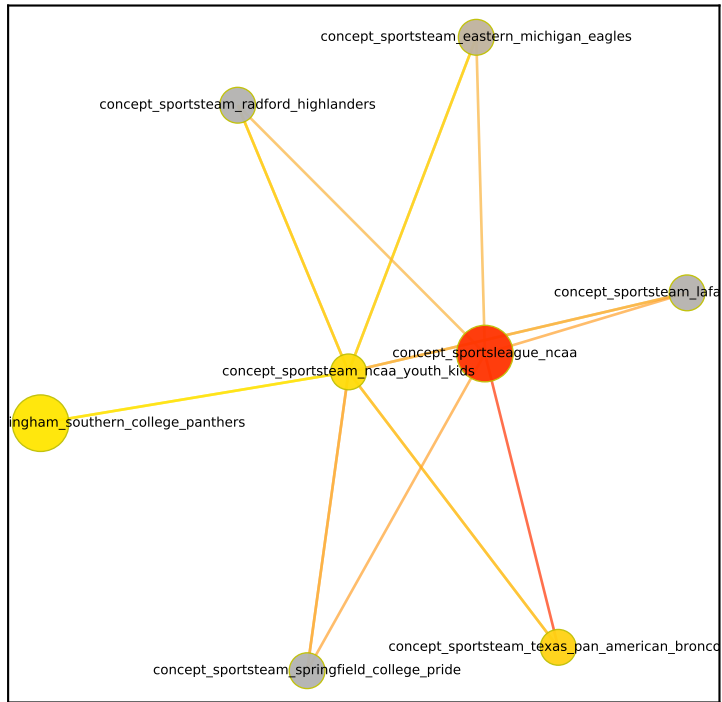 concept_sportsteam_eastern_michigan_eagles
concept_sportsteam_radford_highlanders
concept_sportsteam_lafa
concept_sportsleague_ncaa
concept_sportsteam_ncaa_youth_kids
ingham_southern_college_panthers
concept_sportsteam_texas_pan_american_bronco
concept_sportsteam_springfield_college_pride